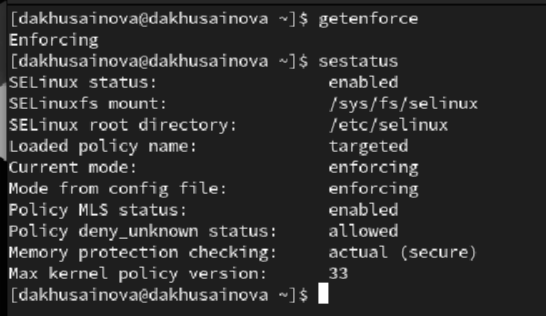 [dakhusainova@dakhusainova ~]$ getenforce
Enforcing
[dakhusainova@dakhusainova ~]$ sestatus
SELinux status:                 enabled
SELinuxfs mount:                /sys/fs/selinux
SELinux root directory:         /etc/selinux
Loaded policy name:             targeted
Current mode:                   enforcing
Mode from config file:          enforcing
Policy MLS status:              enabled
Policy deny_unknown status:     allowed
Memory protection checking:     actual (secure)
Max kernel policy version:      33
[dakhusainova@dakhusainova ~]$